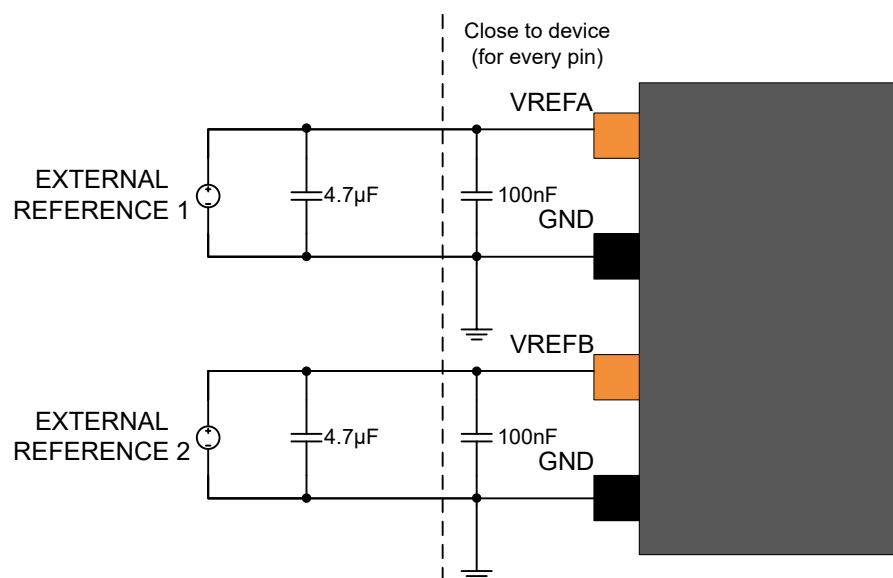 Close to device
(for every pin)
VREFA
EXTERNAL
REFERENCE 1
4.7µF
100nF
GND
VREFB
EXTERNAL
REFERENCE 2
4.7µF
100nF
GND